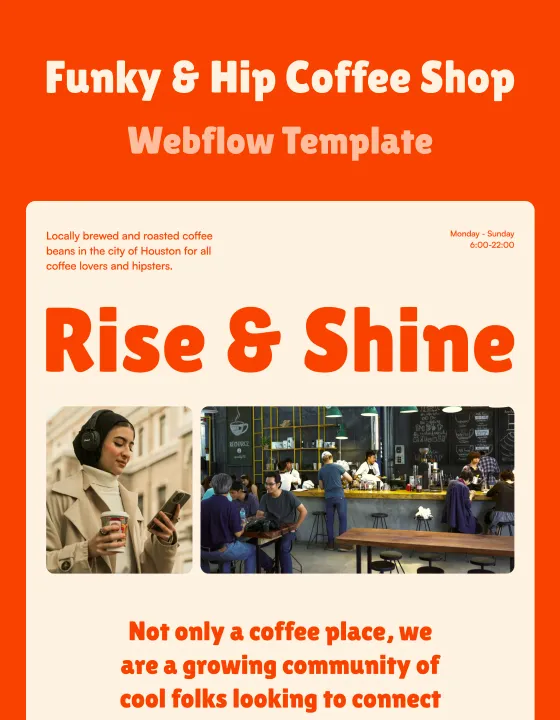 Funky & Hip Coffee Shop
Webflow Template
Locally brewed and roasted coffee
beans in the city of Houston for all
coffee lovers and hipsters.
Monday - Sunday
6:00-22:00
Rise & Shine
Not only a coffee place, we
are a growing community of
cool folks looking to connect